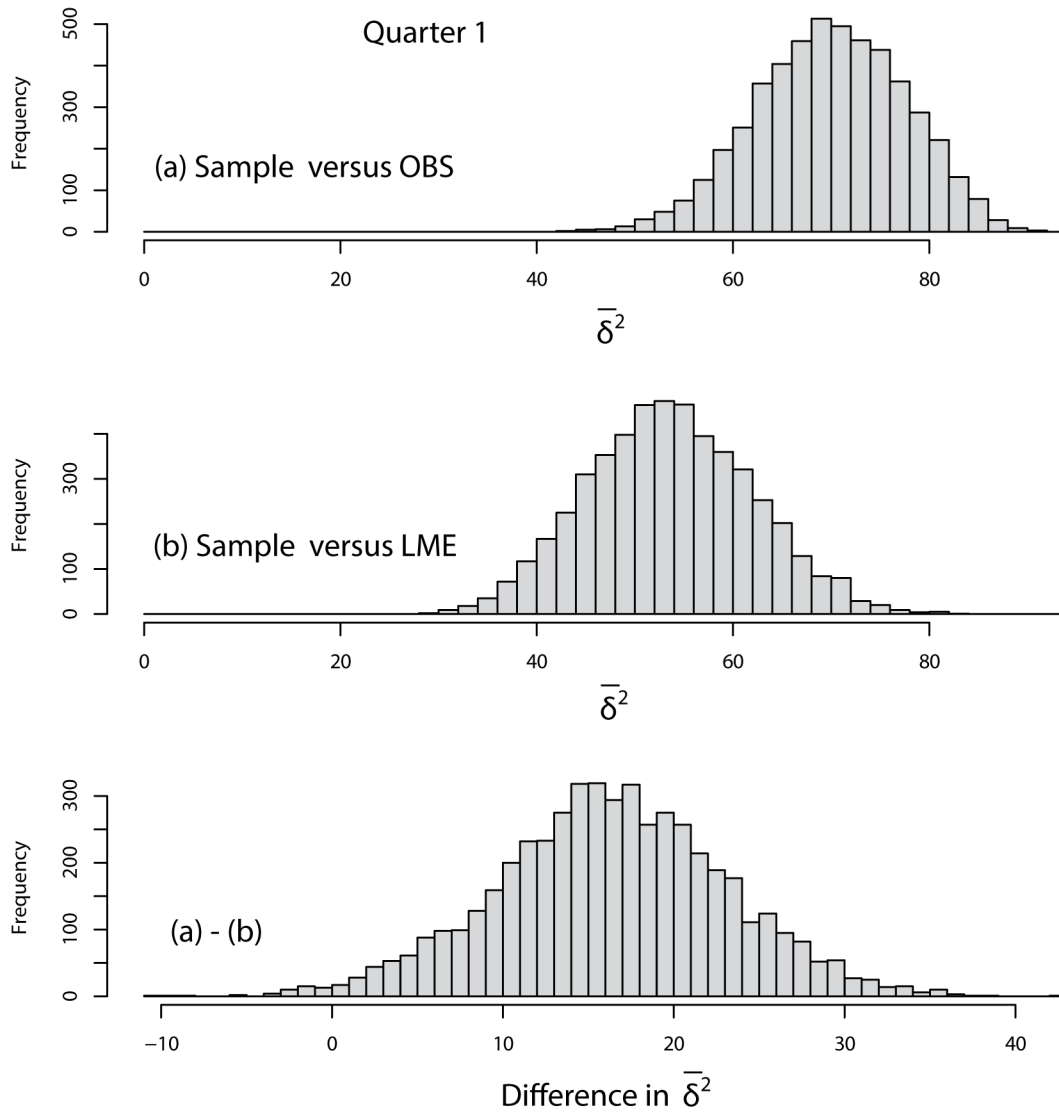 Quarter 1
Frequency
500
300
100
0
(a) Sample versus OBS
0 20 40 60 80
δ̅²
Frequency
300
100
0
(b) Sample versus LME
0 20 40 60 80
δ̅²
Frequency
300
200
100
0
(a) - (b)
−10 0 10 20 30 40
Difference in δ̅²